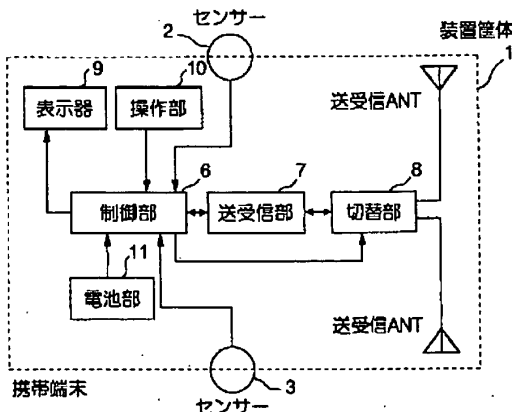 センサー
2
装置筐体
1
9
10
表示器
操作部
送受信ANT
6
7
8
制御部
送受信部
切替部
11
電池部
送受信ANT
携帯端末
3
センサー